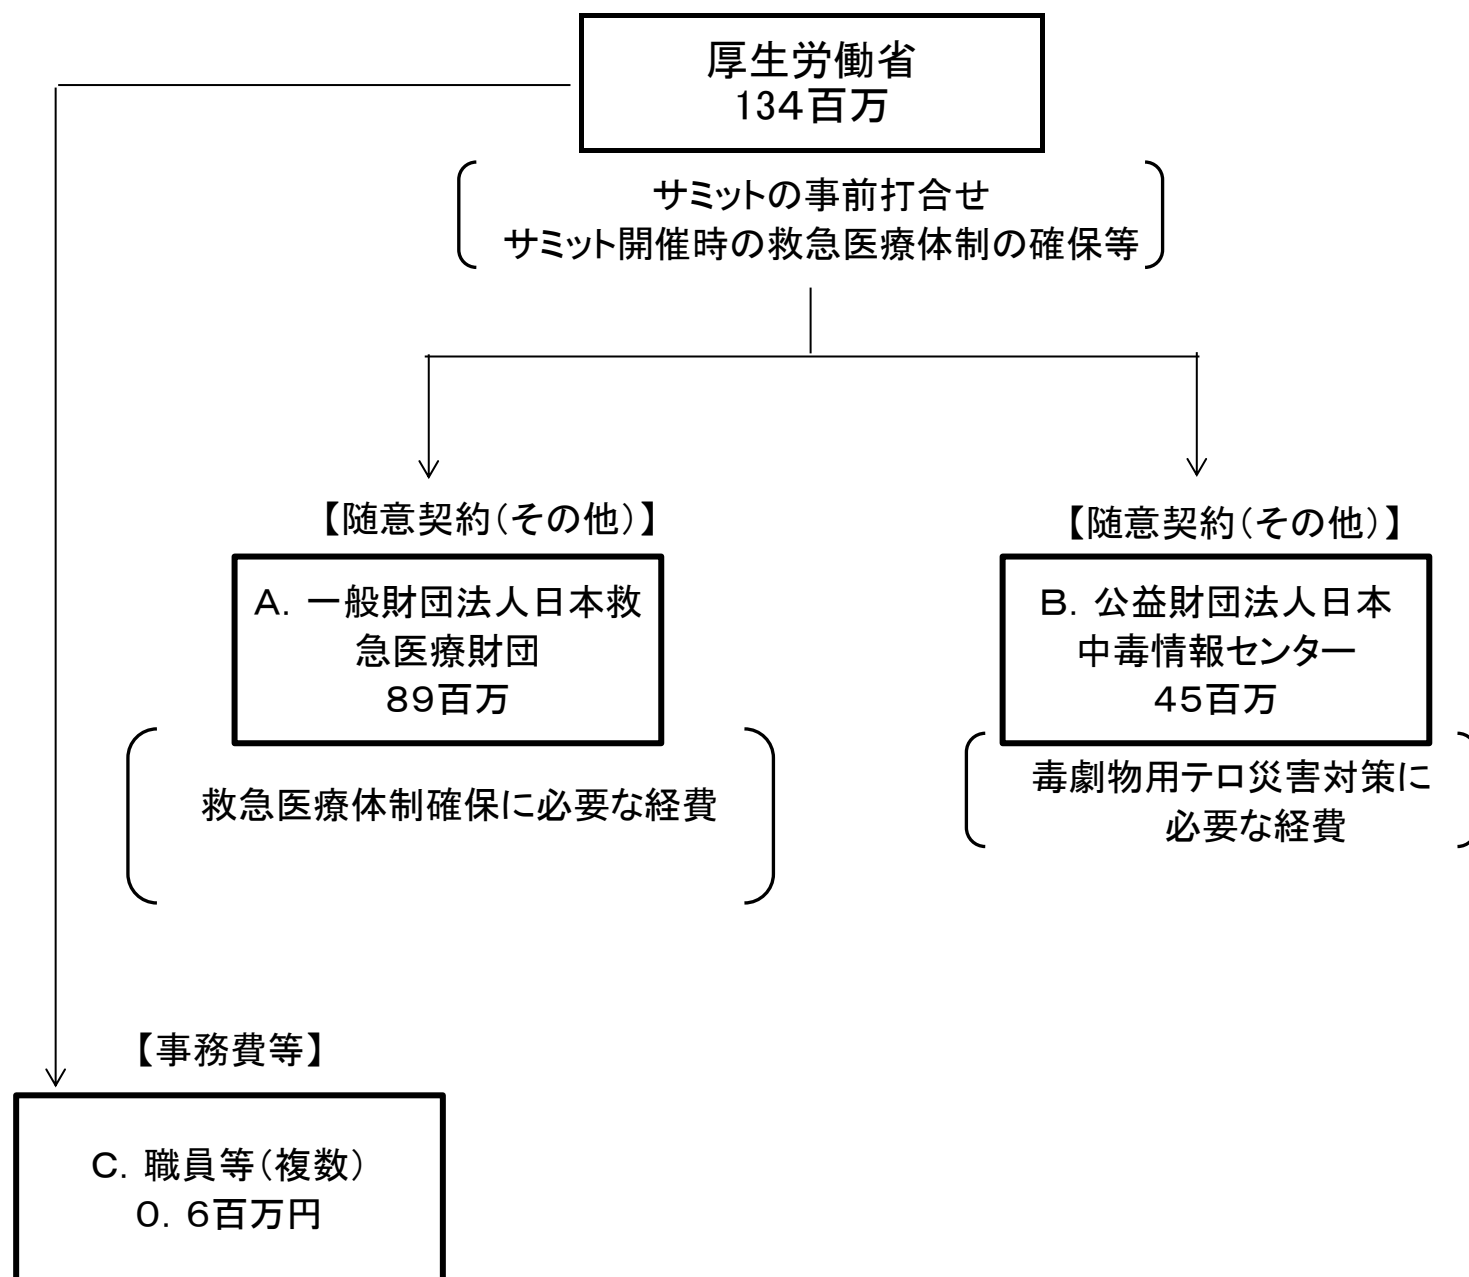 厚生労働省
134百万
サミットの事前打合せ
サミット開催時の救急医療体制の確保等
【随意契約(その他)】
A. 一般財団法人日本救
急医療財団
89百万
救急医療体制確保に必要な経費
【随意契約(その他)】
B. 公益財団法人日本
中毒情報センター
45百万
毒劇物用テロ災害対策に
必要な経費
【事務費等】
C. 職員等(複数)
0. 6百万円